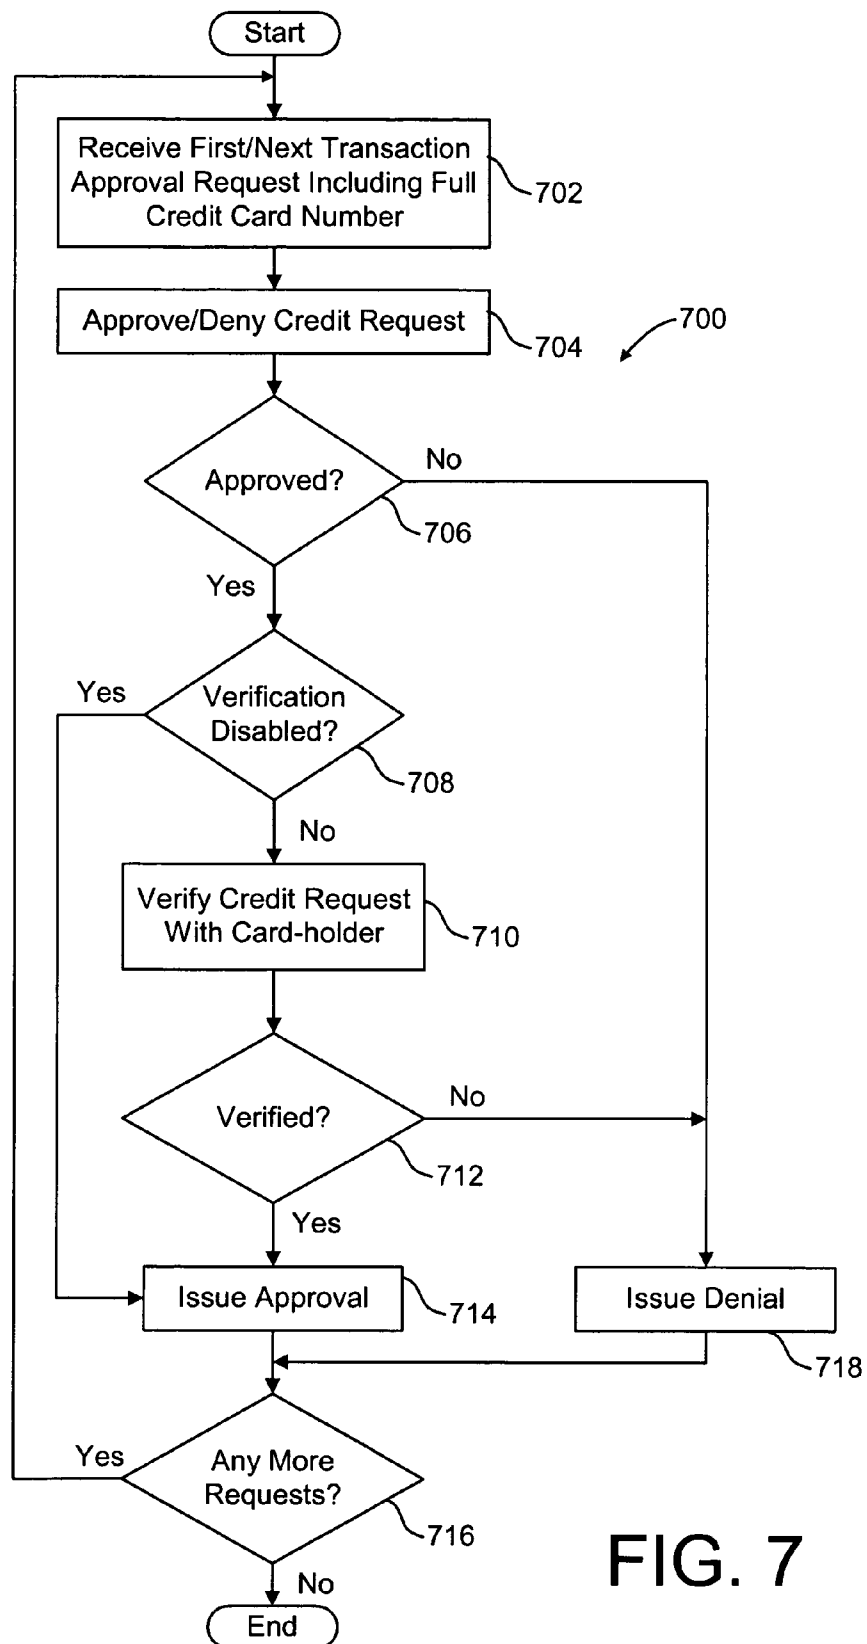 Start
Receive First/Next Transaction
Approval Request Including Full
Credit Card Number
702
Approve/Deny Credit Request
704
700
Approved?
No
706
Yes
Yes
Verification
Disabled?
708
No
Verify Credit Request
With Card-holder
710
Verified?
No
712
Yes
Issue Approval
714
Issue Denial
718
Yes
Any More
Requests?
716
No
End
FIG. 7